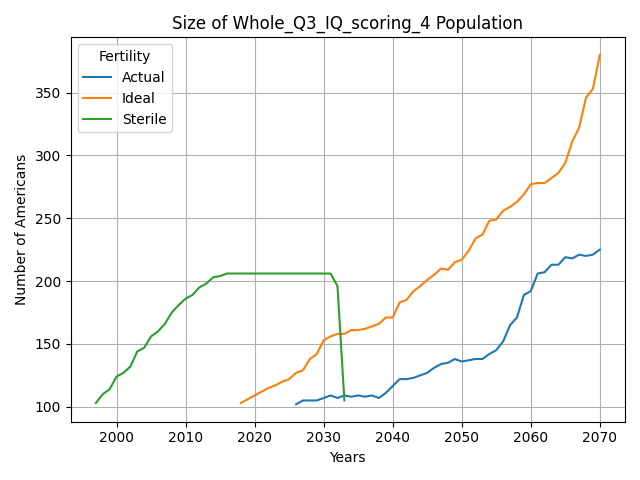 Size of Whole_Q3_IQ_scoring_4 Population
Fertility
Actual
Ideal
Sterile
Number of Americans
350
300
250
200
150
100
2000
2010
2020
2030
2040
2050
2060
2070
Years